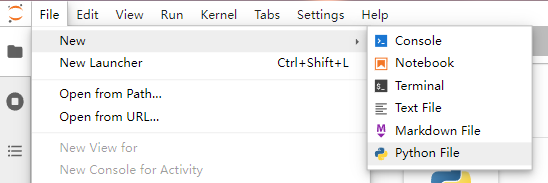 File Edit View Run Kernel Tabs Settings Help
New
New Launcher Ctrl+Shift+L
Open from Path...
Open from URL...
New View for
New Console for Activity
Console
Notebook
Terminal
Text File
Markdown File
Python File